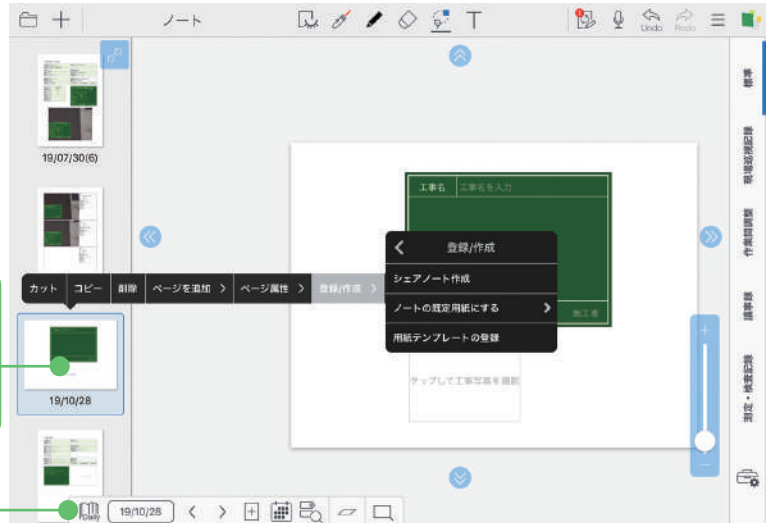 ノート
T
Undo
Redo
19/07/30(6)
標準
現場巡視記録
作業間調整
議事録
測定・検査記録
工事名
工事名を入力
登録/作成
シェアノート作成
ノートの既定用紙にする
用紙テンプレートの登録
カット
コピー
削除
ページを追加
ページ属性
登録/作成
施工者
タップして工事写真を撮影
19/10/28
Daily
19/10/28